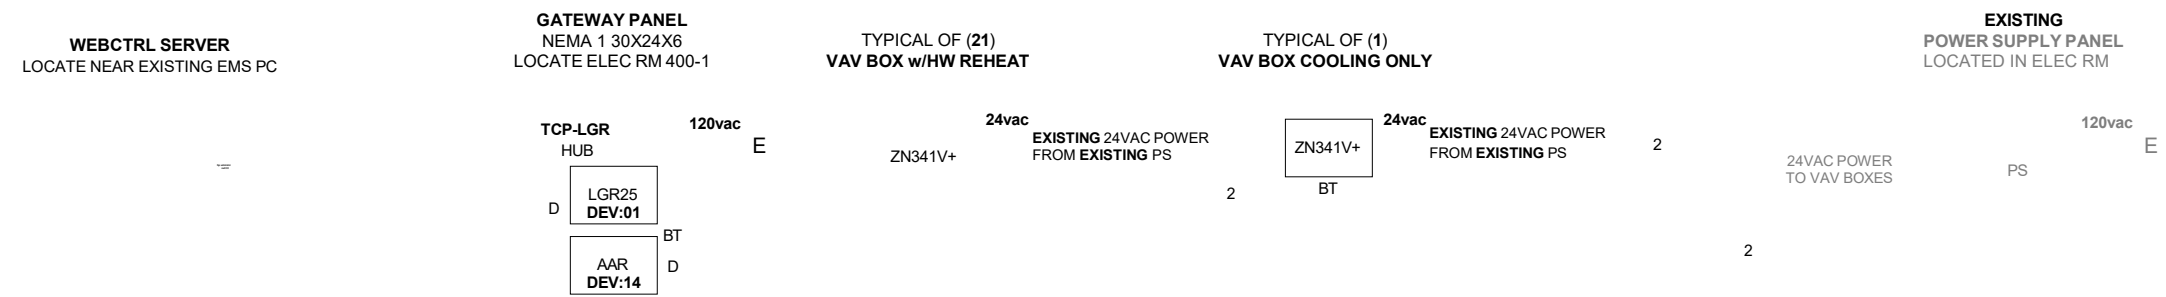 WEBCTRL SERVER
LOCATE NEAR EXISTING EMS PC
GATEWAY PANEL
NEMA 1 30X24X6
LOCATE ELEC RM 400-1
TCP-LGR
HUB
120vac
E
LGR25
DEV:01
D
BT
AAR
DEV:14
D
TYPICAL OF (21)
VAV BOX w/HW REHEAT
24vac
EXISTING 24VAC POWER
FROM EXISTING PS
ZN341V+
2
TYPICAL OF (1)
VAV BOX COOLING ONLY
24vac
EXISTING 24VAC POWER
FROM EXISTING PS
ZN341V+
BT
2
2
EXISTING
POWER SUPPLY PANEL
LOCATED IN ELEC RM
120vac
E
24VAC POWER
TO VAV BOXES
PS